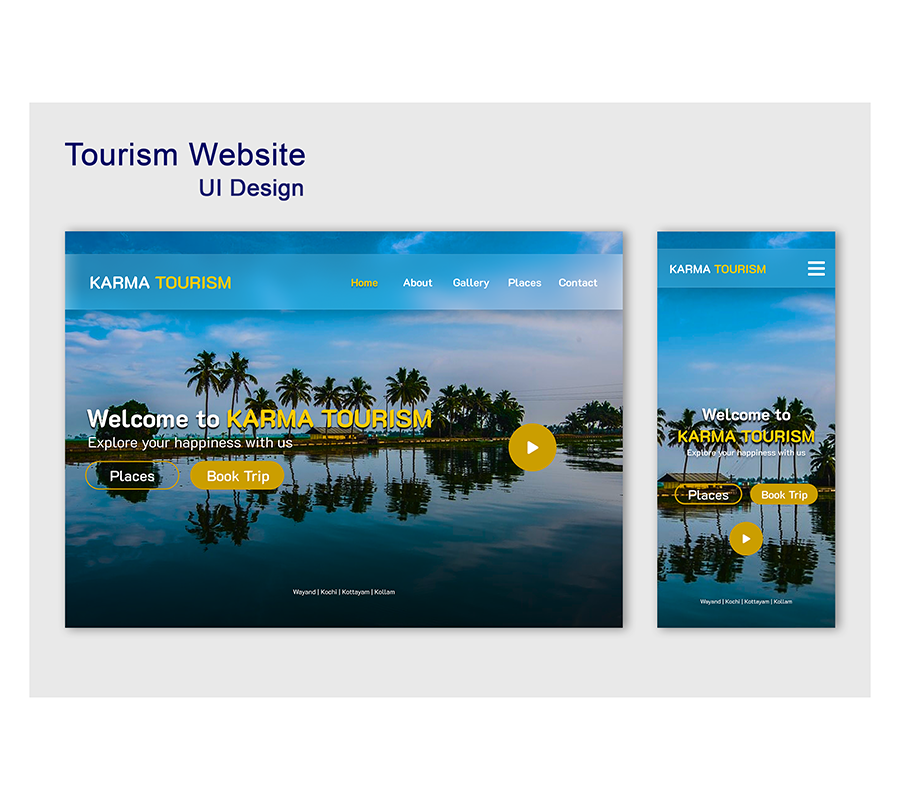 Tourism Website
UI Design
KARMA TOURISM
Home About Gallery Places Contact
Welcome to KARMA TOURISM
Explore your happiness with us
Places Book Trip
Wayand | Kochi | Kottayam | Kollam
KARMA TOURISM
Welcome to
KARMA TOURISM
Explore your happiness with us
Places Book Trip
Wayand | Kochi | Kottayam | Kollam